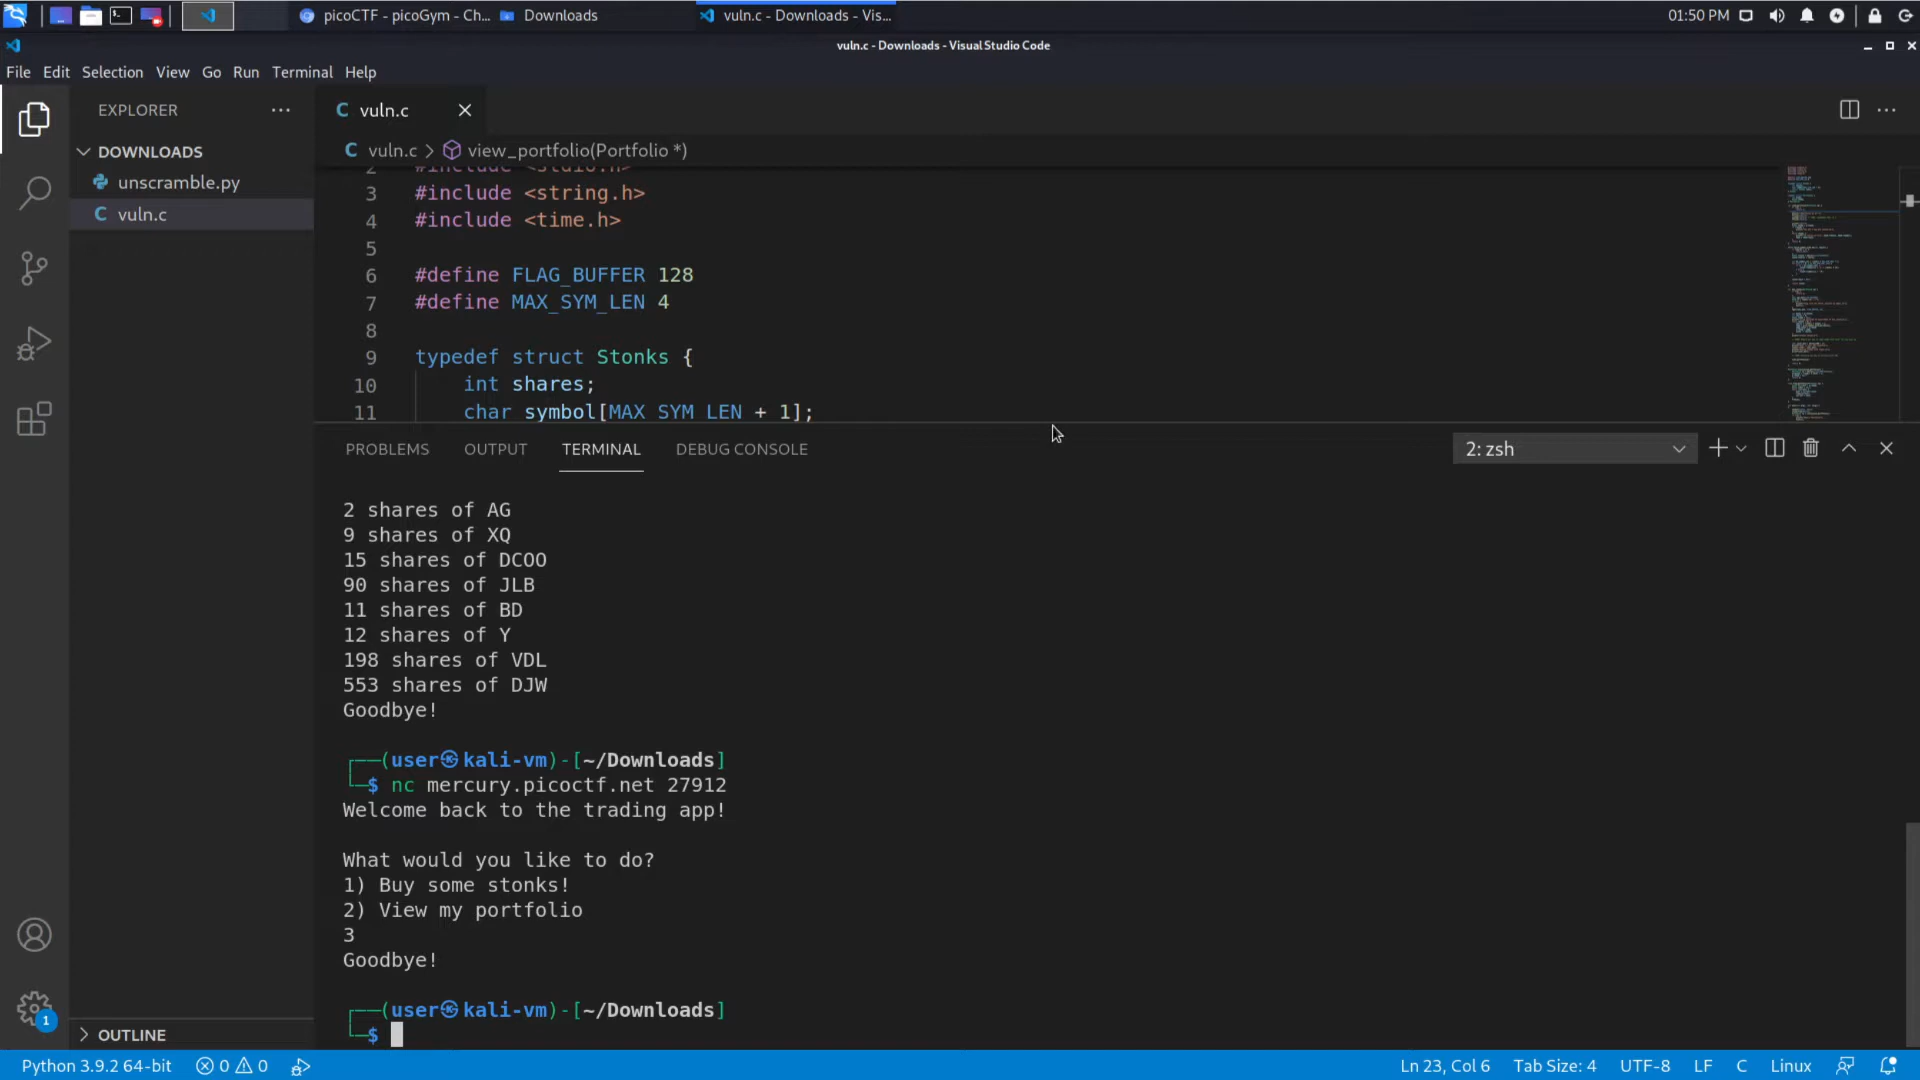 picoCTF - picoGym - Ch...
Downloads
vuln.c - Downloads - Vis...
01:50 PM
vuln.c - Downloads - Visual Studio Code
File Edit Selection View Go Run Terminal Help
EXPLORER
vuln.c
DOWNLOADS
unscramble.py
C vuln.c
C vuln.c > view_portfolio(Portfolio *)
2 #include <stdio.h>
3 #include <string.h>
4 #include <time.h>
5
6 #define FLAG_BUFFER 128
7 #define MAX_SYM_LEN 4
8
9 typedef struct Stonks {
10 int shares;
11 char symbol[MAX_SYM_LEN + 1];
PROBLEMS OUTPUT TERMINAL DEBUG CONSOLE
2: zsh
2 shares of AG
9 shares of XQ
15 shares of DCOO
90 shares of JLB
11 shares of BD
12 shares of Y
198 shares of VDL
553 shares of DJW
Goodbye!
┌──(user㉿kali-vm)-[~/Downloads]
└─$ nc mercury.picoctf.net 27912
Welcome back to the trading app!
What would you like to do?
1) Buy some stonks!
2) View my portfolio
3
Goodbye!
┌──(user㉿kali-vm)-[~/Downloads]
└─$
1
OUTLINE
Python 3.9.2 64-bit 0 0 Ln 23, Col 6 Tab Size: 4 UTF-8 LF C Linux